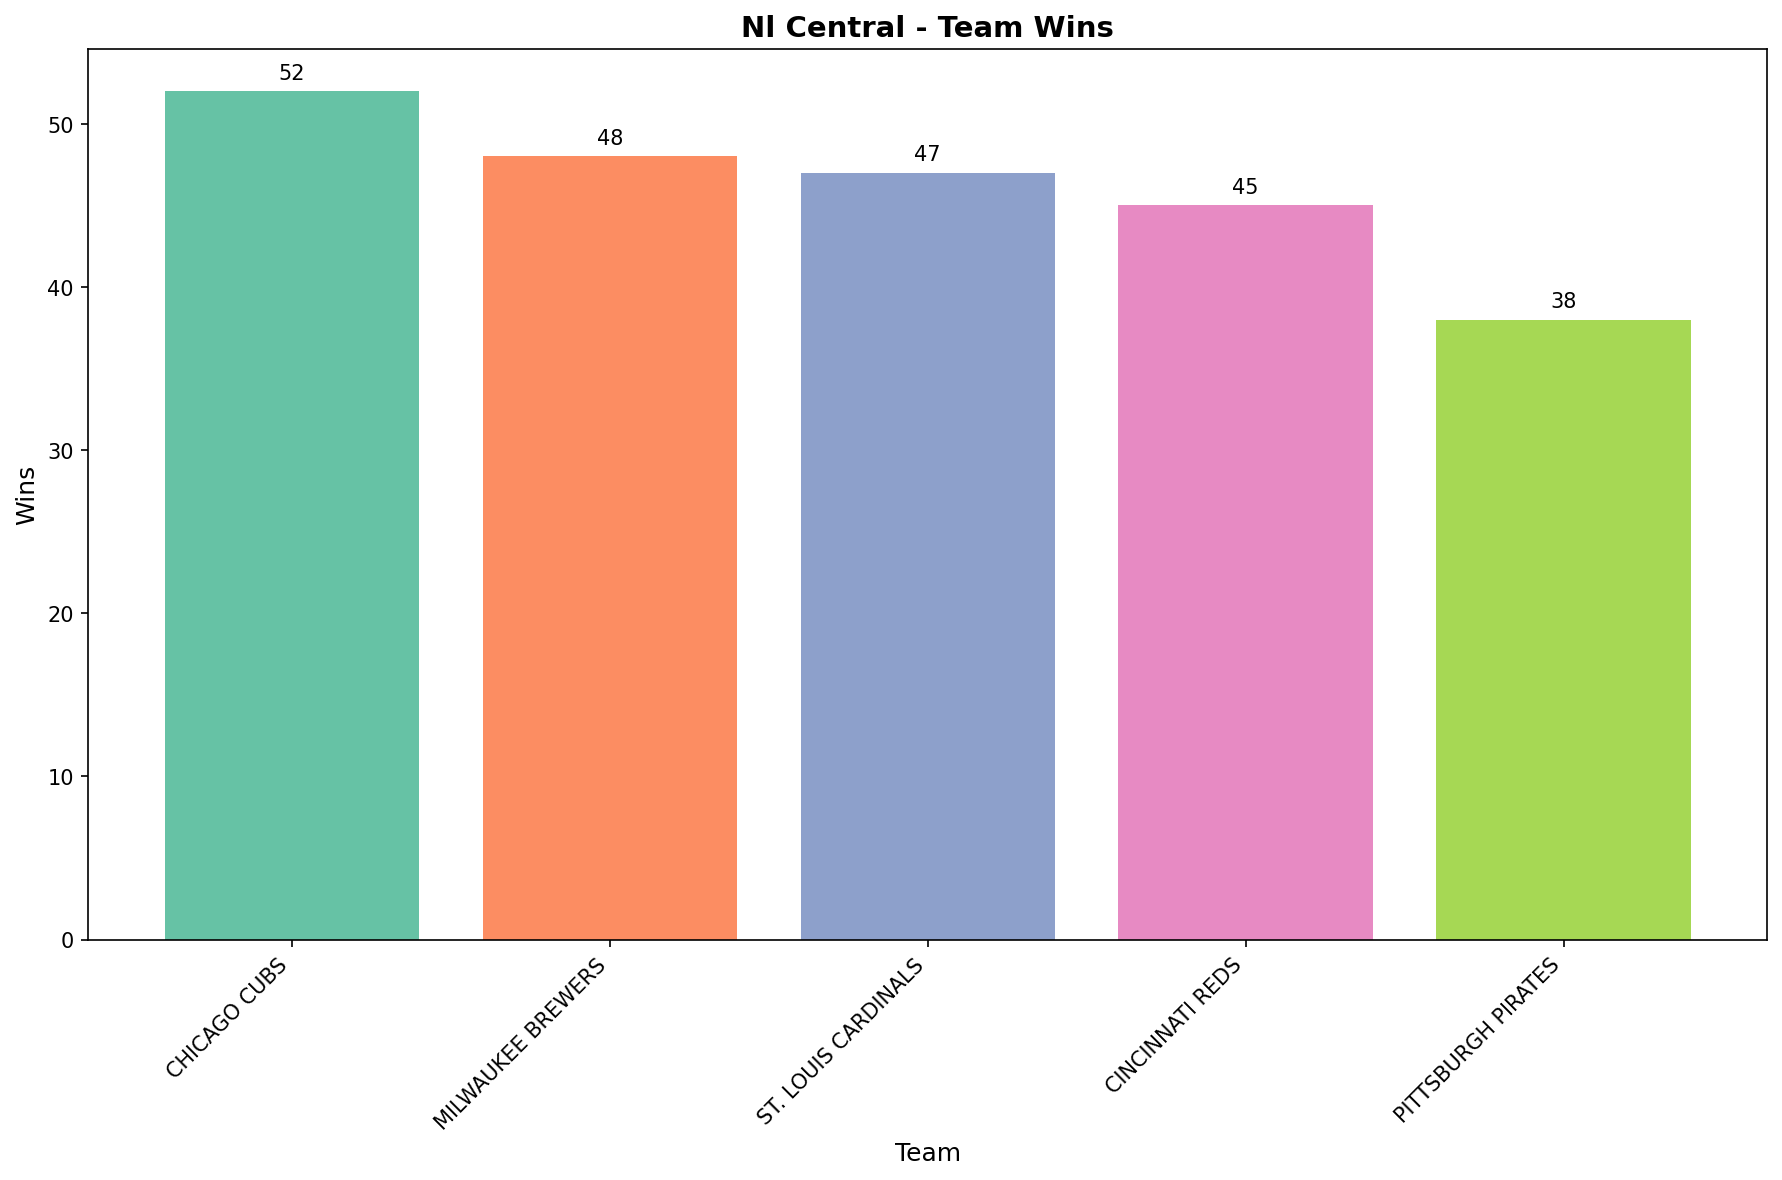 Nl Central - Team Wins
52
48
47
45
38
50
40
30
20
10
0
Wins
CHICAGO CUBS
MILWAUKEE BREWERS
ST. LOUIS CARDINALS
CINCINNATI REDS
PITTSBURGH PIRATES
Team